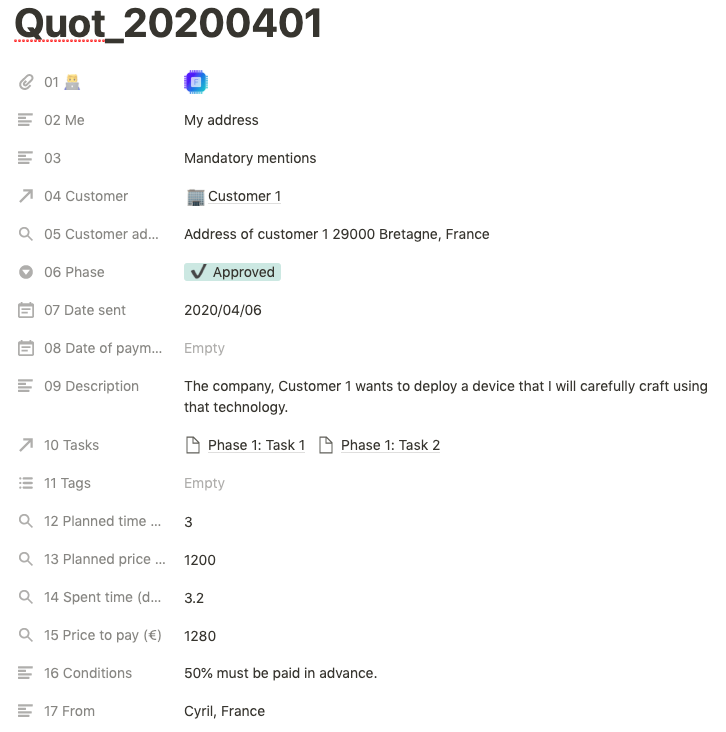 Quot_20200401
01
02 Me My address
03 Mandatory mentions
04 Customer Customer 1
05 Customer ad... Address of customer 1 29000 Bretagne, France
06 Phase Approved
07 Date sent 2020/04/06
08 Date of paym... Empty
09 Description The company, Customer 1 wants to deploy a device that I will carefully craft using
that technology.
10 Tasks Phase 1: Task 1 Phase 1: Task 2
11 Tags Empty
12 Planned time ... 3
13 Planned price ... 1200
14 Spent time (d... 3.2
15 Price to pay (€) 1280
16 Conditions 50% must be paid in advance.
17 From Cyril, France